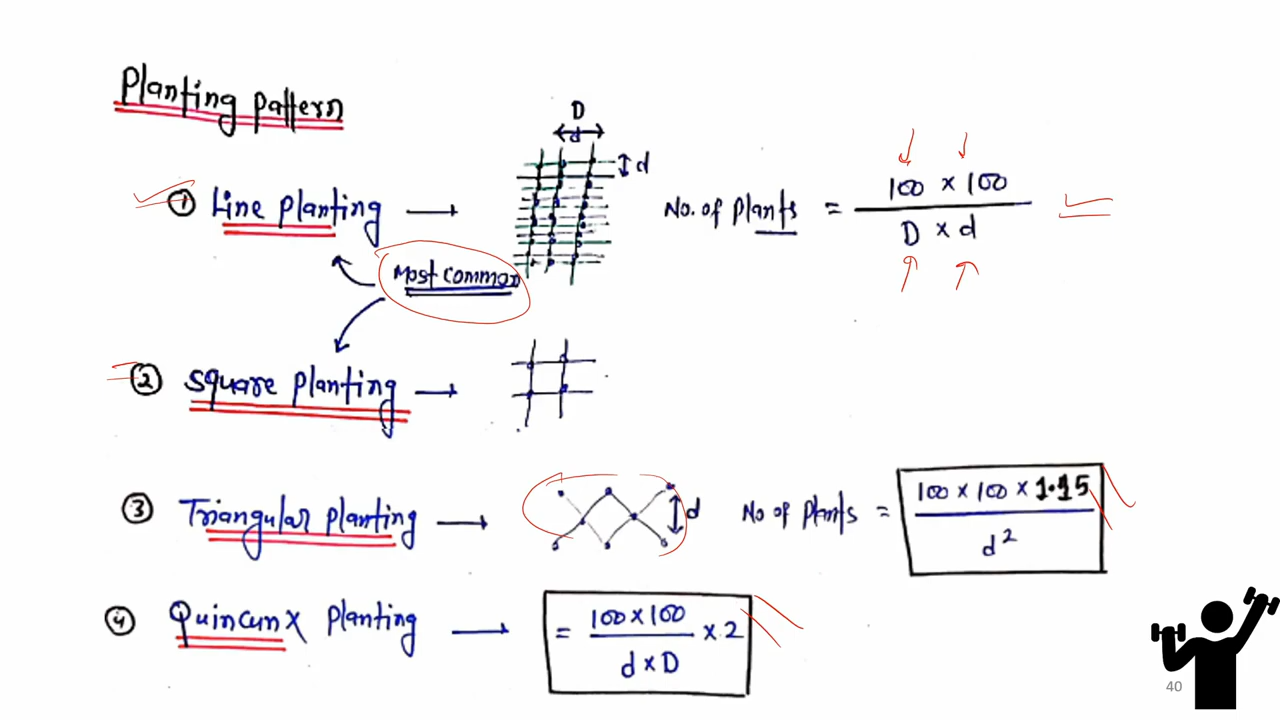 Planting Pattern
D
d
d
① Line Planting → No. of Plants = 100 × 100 / D × d
Most common
② Square Planting →
③ Triangular Planting → d No of Plants = 100 × 100 × 1.15 / d²
④ Quincunx Planting → = 100 × 100 / d × D × 2
40